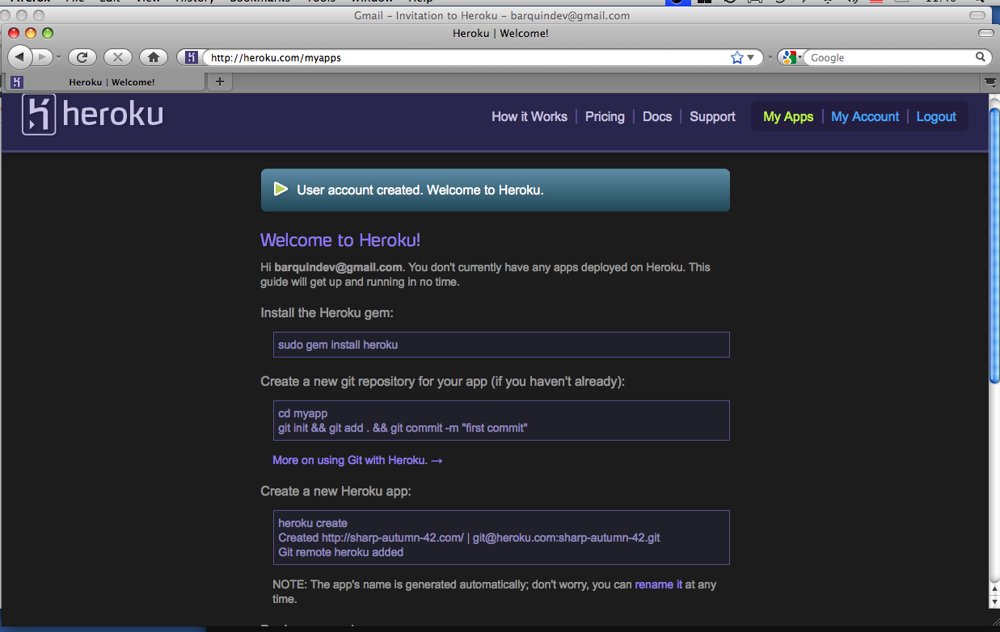 Gmail – Invitation to Heroku – barquindev@gmail.com
Heroku | Welcome!
http://heroku.com/myapps
Google
Heroku | Welcome!
heroku
How it Works
Pricing
Docs
Support
My Apps
My Account
Logout
User account created. Welcome to Heroku.
Welcome to Heroku!
Hi barquindev@gmail.com. You don't currently have any apps deployed on Heroku. This
guide will get up and running in no time.
Install the Heroku gem:
sudo gem install heroku
Create a new git repository for your app (if you haven't already):
cd myapp
git init && git add . && git commit -m "first commit"
More on using Git with Heroku. →
Create a new Heroku app:
heroku create
Created http://sharp-autumn-42.com/ | git@heroku.com:sharp-autumn-42.git
Git remote heroku added
NOTE: The app's name is generated automatically; don't worry, you can rename it at any
time.